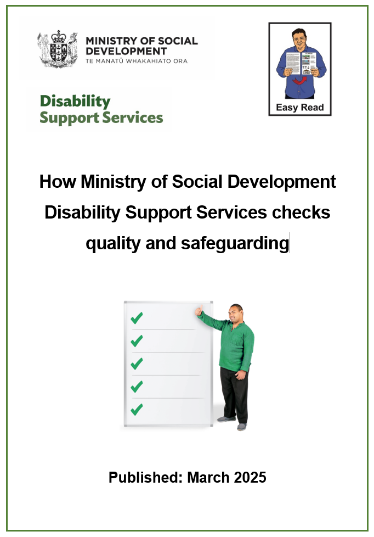 MINISTRY OF SOCIAL
DEVELOPMENT
TE MANATŪ WHAKAHIATO ORA
Easy Read
Disability
Support Services
How Ministry of Social Development
Disability Support Services checks
quality and safeguarding
Published: March 2025